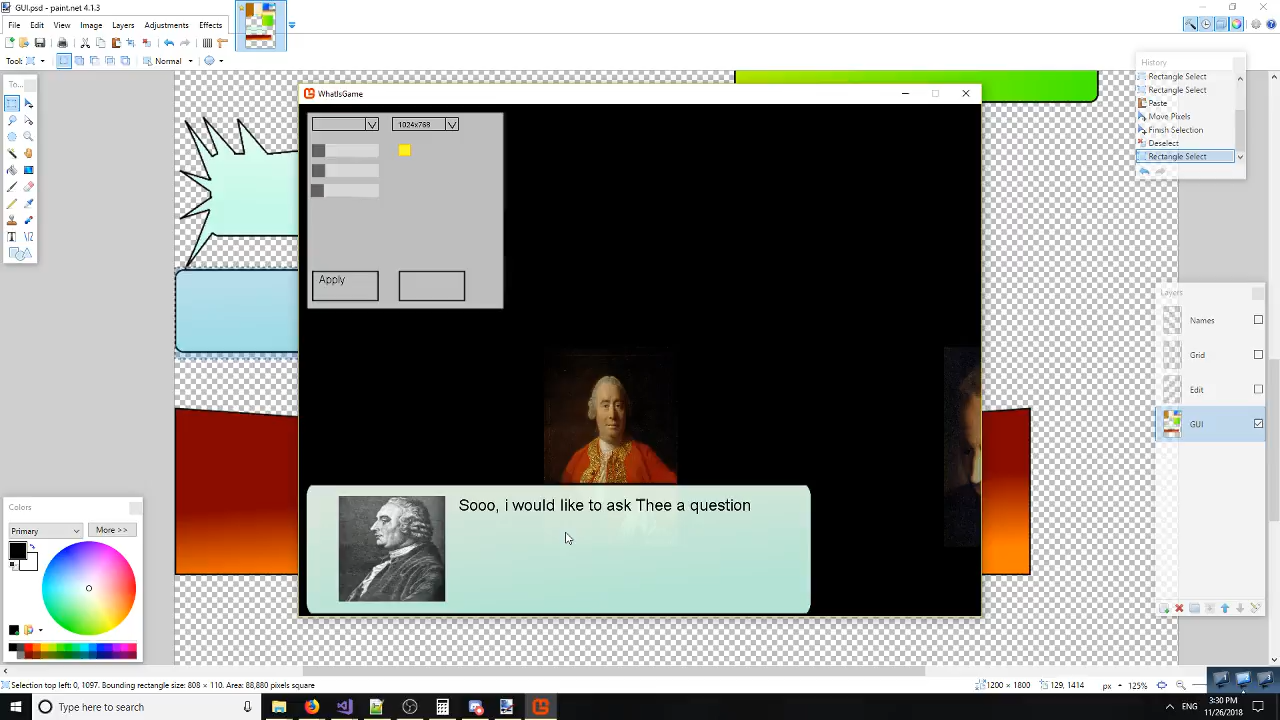 GUI.psd - paint.net 4.1.3
File Edit View Image Layers Adjustments Effects
Tool: Normal
To...
History
Rectangle Select
Rectangle Select
Paste
Move Pixels
Finish Selection
Deselect
Rectangle Select
WhatIsGame
1024x768
Apply
Sooo, i would like to ask Thee a question
Layers
Names
Grid
Edit
GUI
Colors
Primary
More >>
Selection top left: 0, 1097. Bounding rectangle size: 808 × 110. Area: 88,880 pixels square
1200 × 1800
129, 1414
px
125%
Type here to search
ENG
3:30 PM
11/26/2018